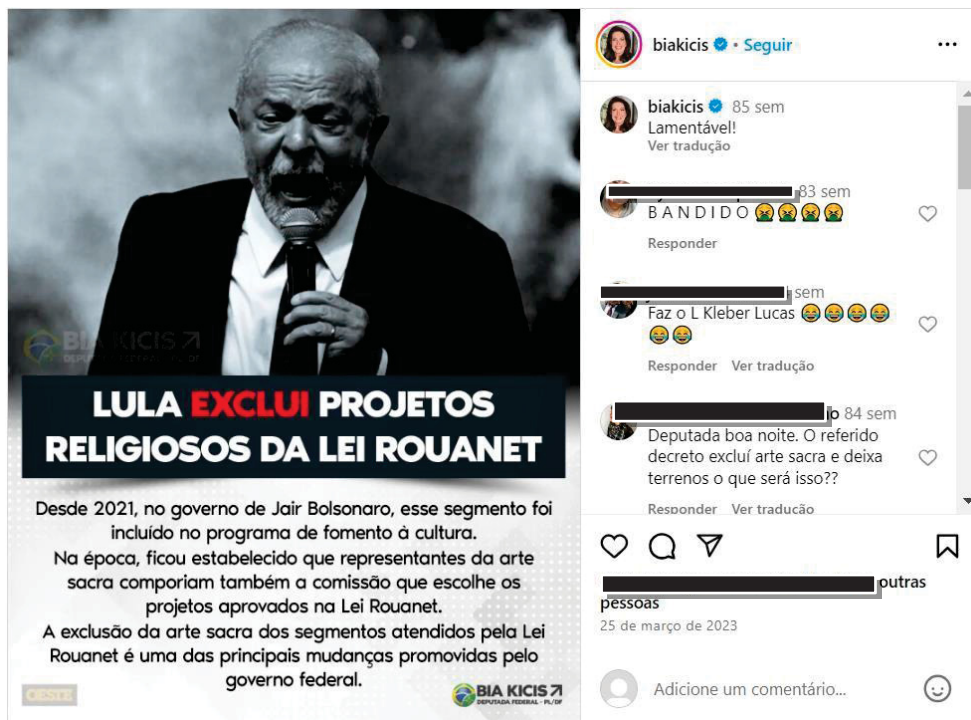 LULA EXCLUI PROJETOS
RELIGIOSOS DA LEI ROUANET
Desde 2021, no governo de Jair Bolsonaro, esse segmento foi
incluído no programa de fomento à cultura.
Na época, ficou estabelecido que representantes da arte
sacra comporiam também a comissão que escolhe os
projetos aprovados na Lei Rouanet.
A exclusão da arte sacra dos segmentos atendidos pela Lei
Rouanet é uma das principais mudanças promovidas pelo
governo federal.
OESTE
BIA KICIS
DEPUTADA FEDERAL - PL/DF
biakicis • Seguir
biakicis 85 sem
Lamentável!
Ver tradução
83 sem
B A N D I D O 🤮🤮🤮🤮
Responder
sem
Faz o L Kleber Lucas 😂😂😂😂
😂😂
Responder Ver tradução
84 sem
Deputada boa noite. O referido
decreto excluí arte sacra e deixa
terrenos o que será isso??
Responder Ver tradução
outras
pessoas
25 de março de 2023
Adicione um comentário...